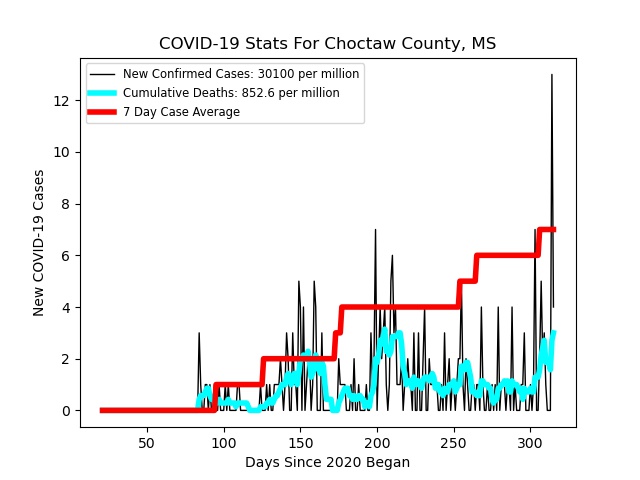 COVID-19 Stats For Choctaw County, MS
New Confirmed Cases: 30100 per million
Cumulative Deaths: 852.6 per million
7 Day Case Average
New COVID-19 Cases
12
10
8
6
4
2
0
50 100 150 200 250 300
Days Since 2020 Began